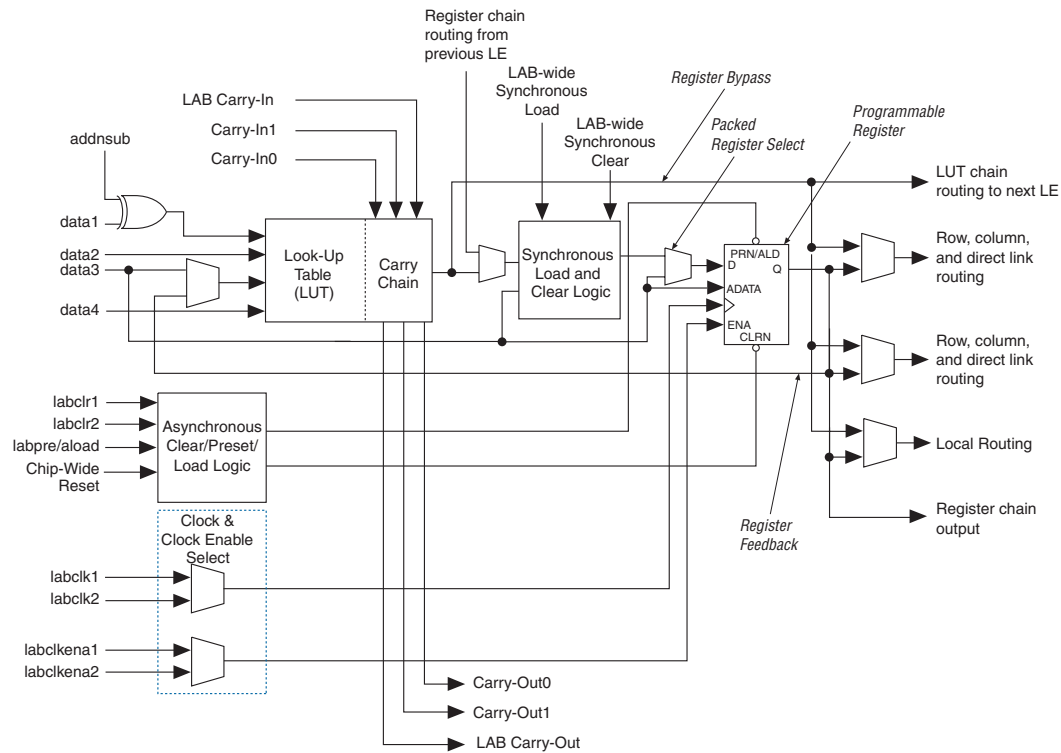 Register chain
routing from
previous LE
LAB-wide
Synchronous
Load
Register Bypass
Programmable
Register
LAB Carry-In
Carry-In1
Carry-In0
LAB-wide
Synchronous
Clear
Packed
Register Select
addnsub
data1
data2
data3
data4
Look-Up
Table
(LUT)
Carry
Chain
Synchronous
Load and
Clear Logic
PRN/ALD
D
Q
ADATA
ENA
CLRN
LUT chain
routing to next LE
Row, column,
and direct link
routing
Row, column,
and direct link
routing
Local Routing
Register chain
output
Register
Feedback
labclr1
labclr2
labpre/aload
Chip-Wide
Reset
Asynchronous
Clear/Preset/
Load Logic
Clock &
Clock Enable
Select
labclk1
labclk2
labclkena1
labclkena2
Carry-Out0
Carry-Out1
LAB Carry-Out